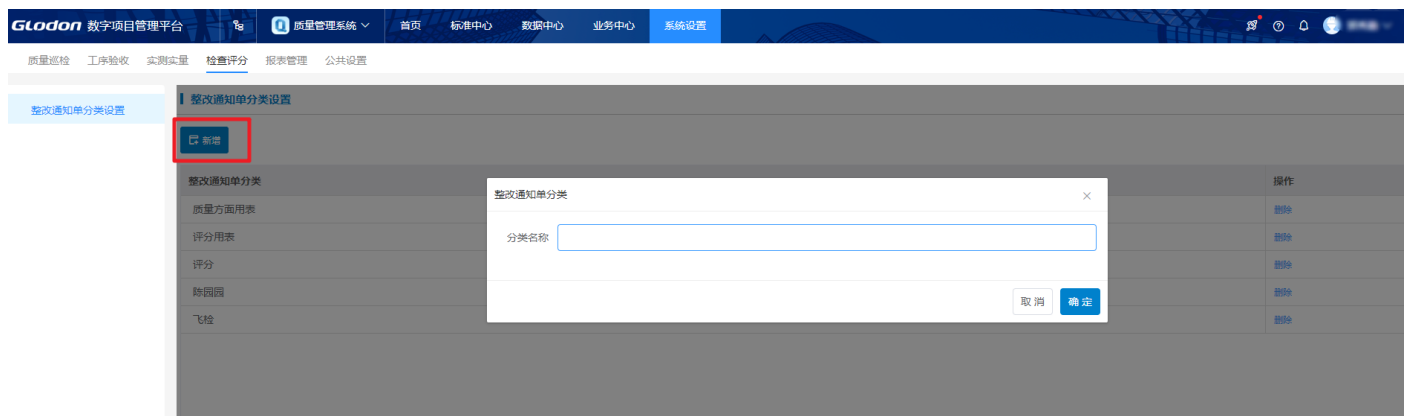 GLODON 数字项目管理平台 质量管理系统 首页 标准中心 数据中心 业务中心 系统设置
质量巡检 工序验收 实测实量 检查评分 报表管理 公共设置
整改通知单分类设置
整改通知单分类设置
新增
整改通知单分类 操作
质量方面用表 删除
评分用表 删除
评分 删除
陈园园 删除
飞检 删除
整改通知单分类
分类名称
取消 确定